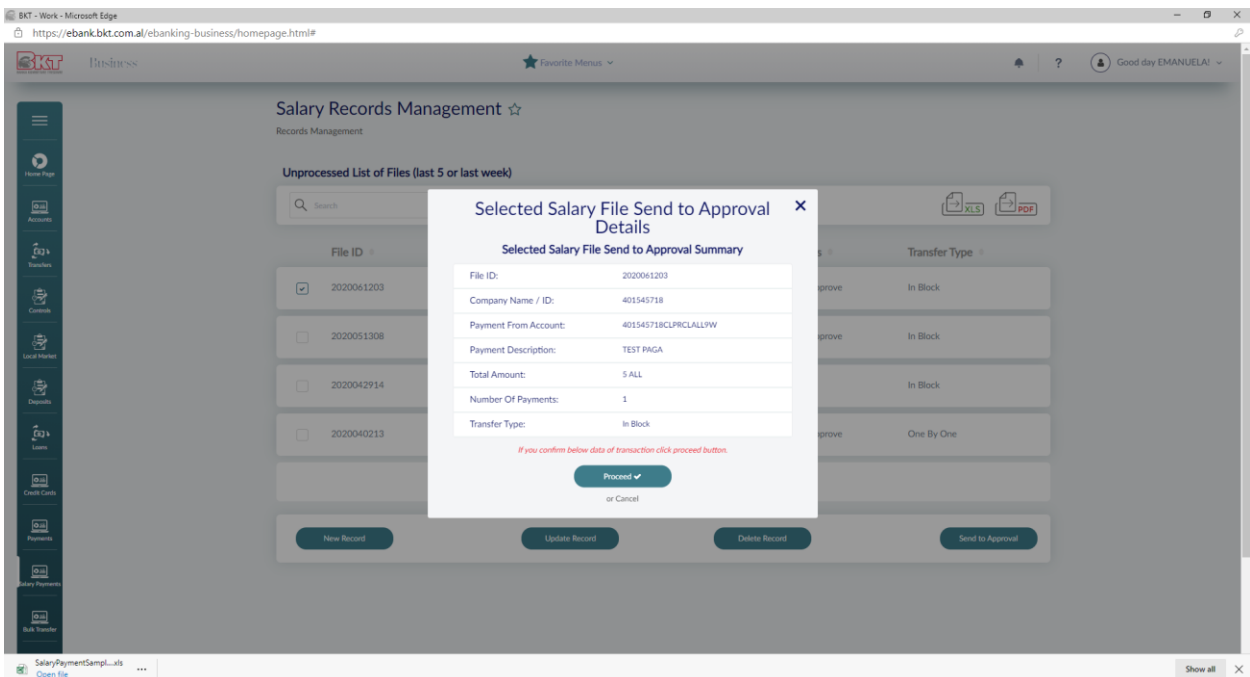 BKT - Work - Microsoft Edge
https://ebank.bkt.com.al/ebanking-business/homepage.html#
BKT
Business
Favorite Menus
?
Good day EMANUELA!
Salary Records Management
Records Management
Home Page
Accounts
Transfers
Controls
Local Market
Deposits
Loans
Credit Cards
Payments
Salary Payments
Bulk Transfer
Unprocessed List of Files (last 5 or last week)
Search
XLS
PDF
File ID
s
Transfer Type
2020061203
prove
In Block
2020051308
prove
In Block
2020042914
In Block
2020040213
prove
One By One
New Record
Update Record
Delete Record
Send to Approval
Selected Salary File Send to Approval
Details
Selected Salary File Send to Approval Summary
File ID: 2020061203
Company Name / ID: 401545718
Payment From Account: 401545718CLPRCLALL9W
Payment Description: TEST PAGA
Total Amount: 5 ALL
Number Of Payments: 1
Transfer Type: In Block
If you confirm below data of transaction click proceed button.
Proceed
or Cancel
SalaryPaymentSampl....xls
Open file
Show all